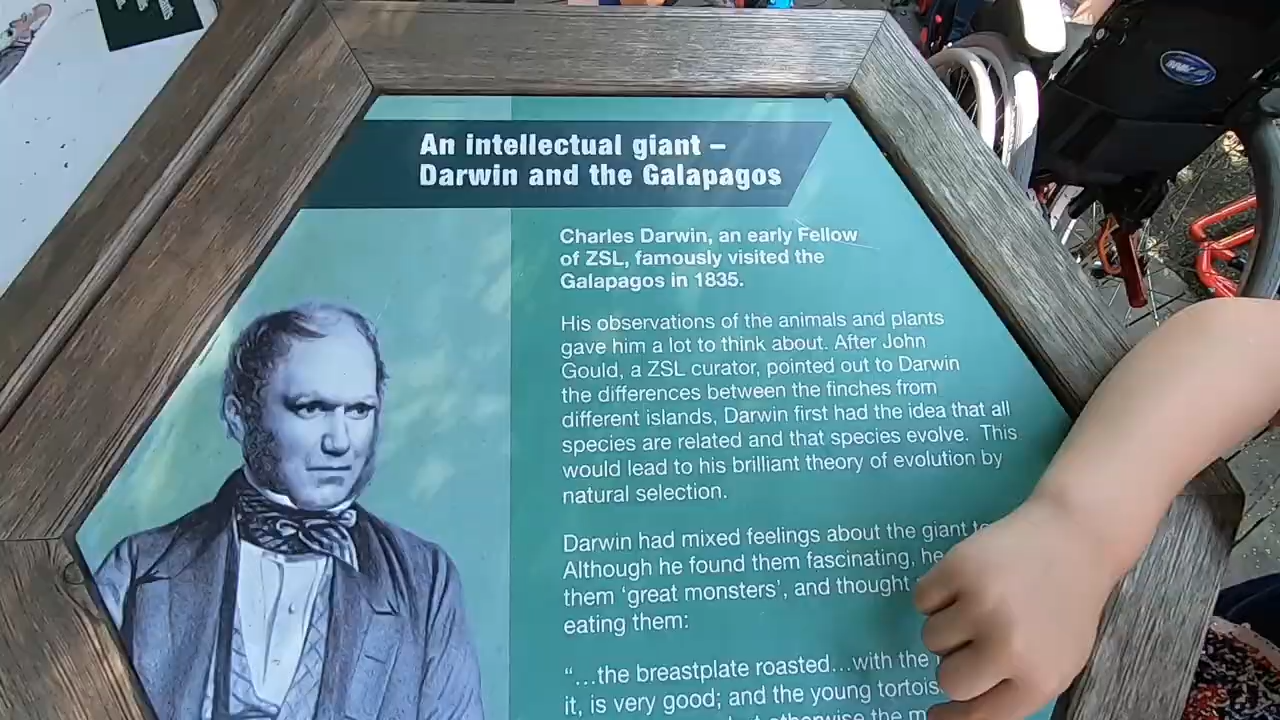 An intellectual giant –
Darwin and the Galapagos
Charles Darwin, an early Fellow
of ZSL, famously visited the
Galapagos in 1835.
His observations of the animals and plants
gave him a lot to think about. After John
Gould, a ZSL curator, pointed out to Darwin
the differences between the finches from
different islands, Darwin first had the idea that all
species are related and that species evolve. This
would lead to his brilliant theory of evolution by
natural selection.
Darwin had mixed feelings about the giant
Although he found them fascinating, he
them ‘great monsters’, and thought
eating them:
“…the breastplate roasted…with the
it, is very good; and the young
otherwise the